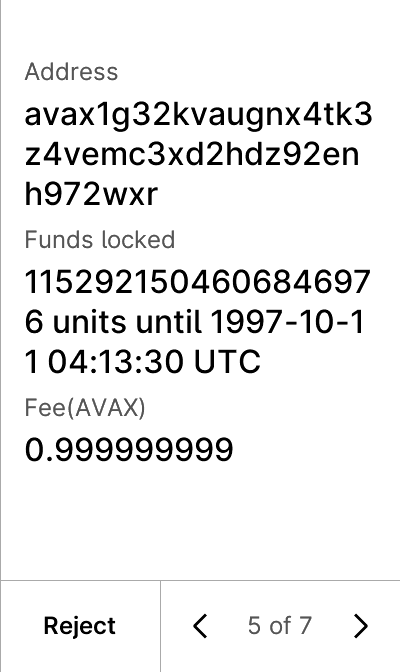 Address
avax1g32kvaugnx4tk3
z4vemc3xd2hdz92en
h972wxr
Funds locked
115292150460684697
6 units until 1997-10-1
1 04:13:30 UTC
Fee(AVAX)
0.999999999
Reject
5 of 7